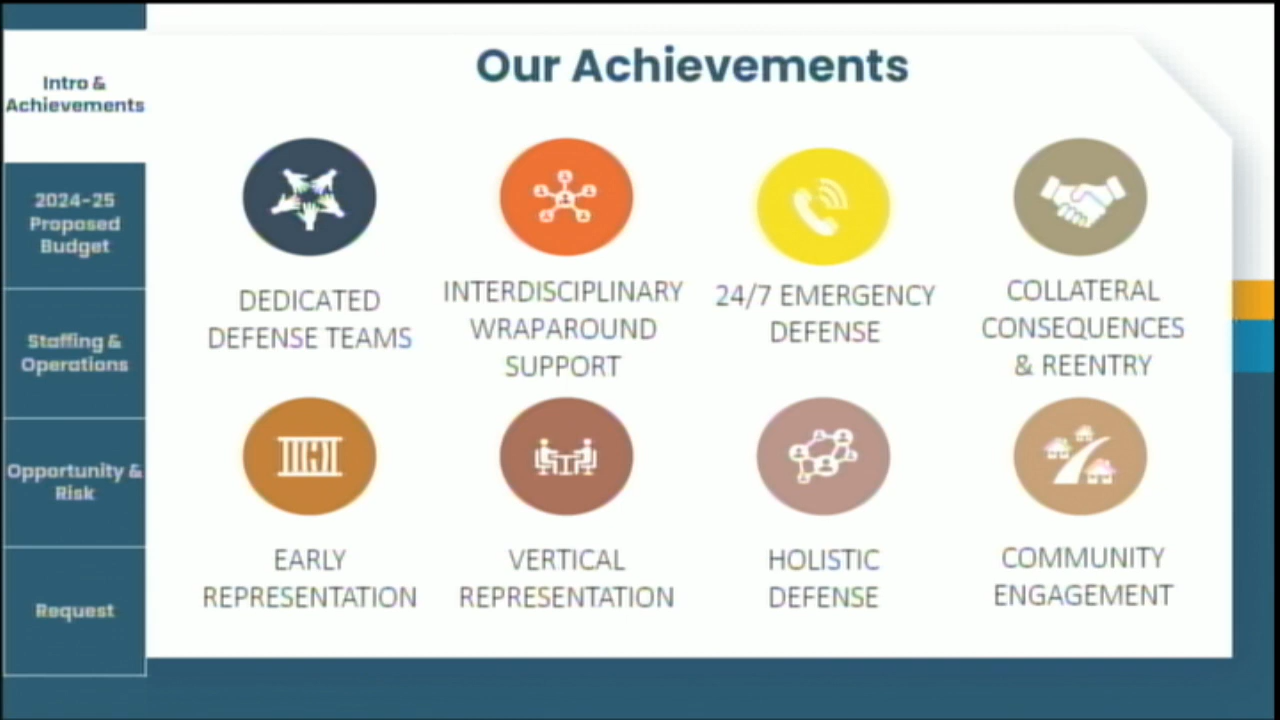 Our Achievements
Intro &
Achievements
2024-25
Proposed
Budget
Staffing &
Operations
Opportunity &
Risk
Request
DEDICATED
DEFENSE TEAMS
INTERDISCIPLINARY
WRAPAROUND
SUPPORT
24/7 EMERGENCY
DEFENSE
COLLATERAL
CONSEQUENCES
& REENTRY
EARLY
REPRESENTATION
VERTICAL
REPRESENTATION
HOLISTIC
DEFENSE
COMMUNITY
ENGAGEMENT